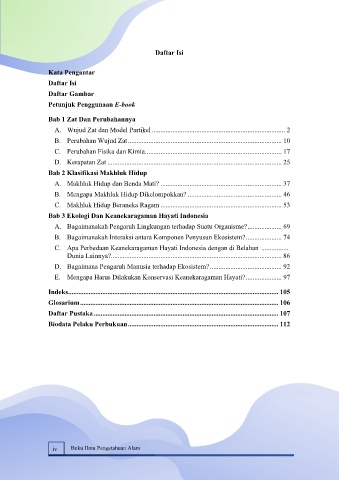 Daftar Isi
Kata Pengantar
Daftar Isi
Daftar Gambar
Petunjuk Penggunaan E-book
Bab 1 Zat Dan Perubahannya
A. Wujud Zat dan Model Partikel ........ 2
B. Perubahan Wujud Zat ........ 10
C. Perubahan Fisika dan Kimia ........ 17
D. Kerapatan Zat ........ 25
Bab 2 Klasifikasi Makhluk Hidup
A. Makhluk Hidup dan Benda Mati? ........ 37
B. Mengapa Makhluk Hidup Dikelompokkan? ........ 46
C. Makhluk Hidup Beraneka Ragam ........ 53
Bab 3 Ekologi Dan Keanekaragaman Hayati Indonesia
A. Bagaimanakah Pengaruh Lingkungan terhadap Suatu Organisme? ........ 69
B. Bagaimanakah Interaksi antara Komponen Penyusun Ekosistem? ........ 74
C. Apa Perbedaan Keanekaragaman Hayati Indonesia dengan di Belahan ........
Dunia Lainnya? ........ 86
D. Bagaimana Pengaruh Manusia terhadap Ekosistem? ........ 92
E. Mengapa Harus Dilakukan Konservasi Keanekaragaman Hayati? ........ 97
Indeks ........ 105
Glosarium ........ 106
Daftar Pustaka ........ 107
Biodata Pelaku Perbukuan ........ 112
iv Buku Ilmu Pengetahuan Alam